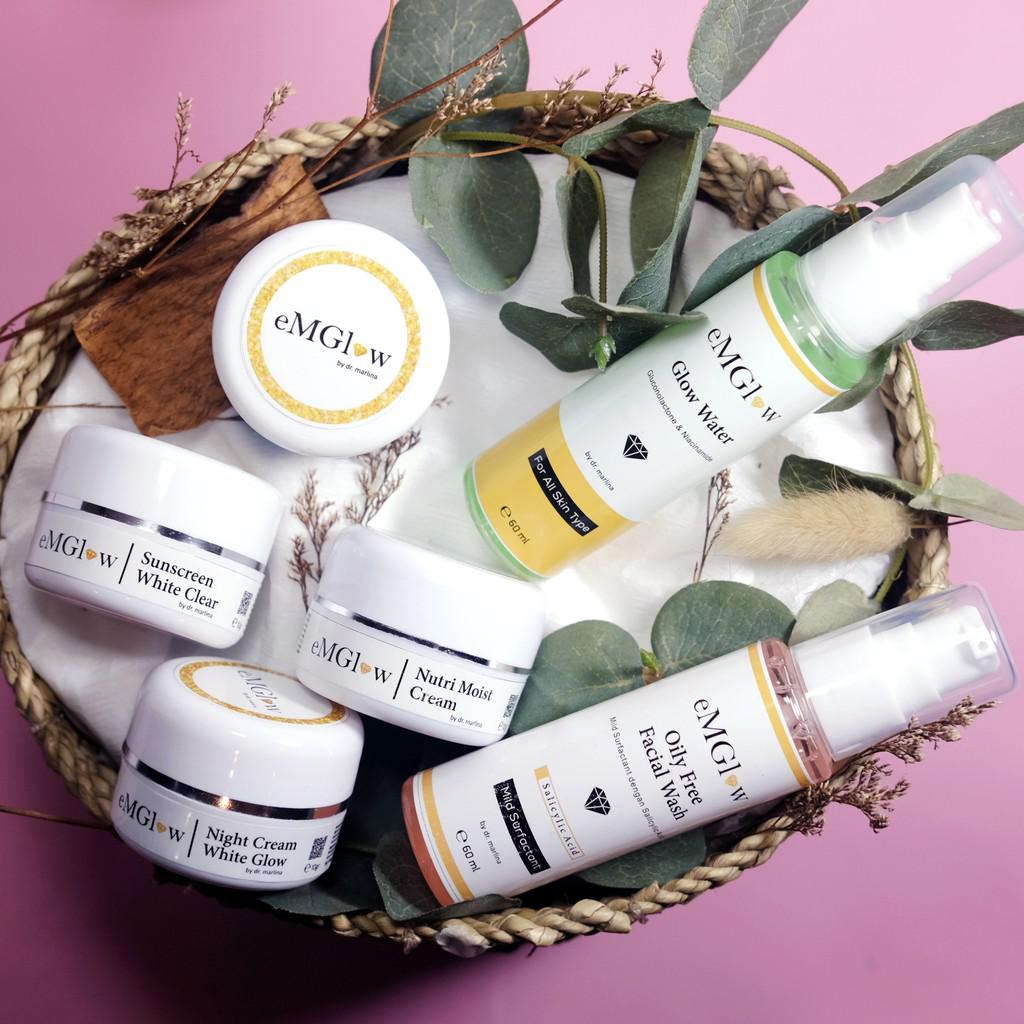 eMGlow
by dr. marlina
eMGlow
Glow Water
Gluconolactone & Niacinamide
by dr. marlina
For All Skin Type
℮ 60 ml
eMGlow
Sunscreen
White Clear
by dr. marlina
eMGlow
Nutri Moist
Cream
by dr. marlina
eMGlow
eMGlow
Night Cream
White Glow
by dr. marlina
eMGlow
Oily Free
Facial Wash
Mild Surfactant dengan Salicylic
Salicylic Acid
Mild Surfactant
by dr. marlina
℮ 60 ml